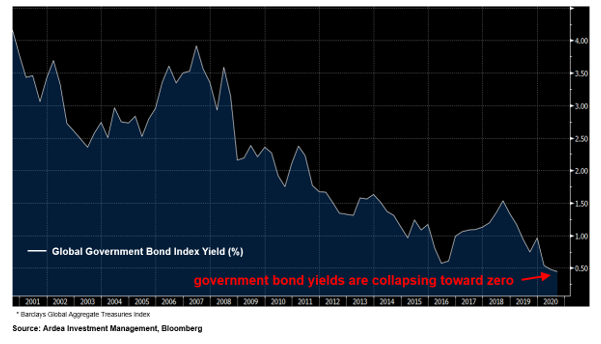 4.00
3.50
3.00
2.50
2.00
1.50
1.00
0.50
Global Government Bond Index Yield (%)
government bond yields are collapsing toward zero
2001 2002 2003 2004 2005 2006 2007 2008 2009 2010 2011 2012 2013 2014 2015 2016 2017 2018 2019 2020
* Barclays Global Aggregate Treasuries Index
Source: Ardea Investment Management, Bloomberg